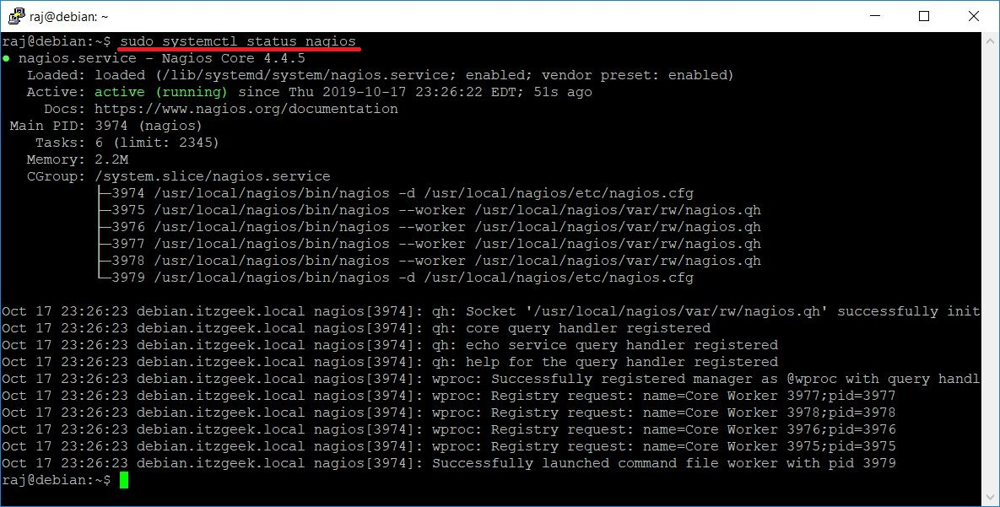 raj@debian: ~
raj@debian:~$ sudo systemctl status nagios
● nagios.service - Nagios Core 4.4.5
Loaded: loaded (/lib/systemd/system/nagios.service; enabled; vendor preset: enabled)
Active: active (running) since Thu 2019-10-17 23:26:22 EDT; 51s ago
Docs: https://www.nagios.org/documentation
Main PID: 3974 (nagios)
Tasks: 6 (limit: 2345)
Memory: 2.2M
CGroup: /system.slice/nagios.service
├─3974 /usr/local/nagios/bin/nagios -d /usr/local/nagios/etc/nagios.cfg
├─3975 /usr/local/nagios/bin/nagios --worker /usr/local/nagios/var/rw/nagios.qh
├─3976 /usr/local/nagios/bin/nagios --worker /usr/local/nagios/var/rw/nagios.qh
├─3977 /usr/local/nagios/bin/nagios --worker /usr/local/nagios/var/rw/nagios.qh
├─3978 /usr/local/nagios/bin/nagios --worker /usr/local/nagios/var/rw/nagios.qh
└─3979 /usr/local/nagios/bin/nagios -d /usr/local/nagios/etc/nagios.cfg
Oct 17 23:26:23 debian.itzgeek.local nagios[3974]: qh: Socket '/usr/local/nagios/var/rw/nagios.qh' successfully init
Oct 17 23:26:23 debian.itzgeek.local nagios[3974]: qh: core query handler registered
Oct 17 23:26:23 debian.itzgeek.local nagios[3974]: qh: echo service query handler registered
Oct 17 23:26:23 debian.itzgeek.local nagios[3974]: qh: help for the query handler registered
Oct 17 23:26:23 debian.itzgeek.local nagios[3974]: wproc: Successfully registered manager as @wproc with query handl
Oct 17 23:26:23 debian.itzgeek.local nagios[3974]: wproc: Registry request: name=Core Worker 3977;pid=3977
Oct 17 23:26:23 debian.itzgeek.local nagios[3974]: wproc: Registry request: name=Core Worker 3978;pid=3978
Oct 17 23:26:23 debian.itzgeek.local nagios[3974]: wproc: Registry request: name=Core Worker 3976;pid=3976
Oct 17 23:26:23 debian.itzgeek.local nagios[3974]: wproc: Registry request: name=Core Worker 3975;pid=3975
Oct 17 23:26:23 debian.itzgeek.local nagios[3974]: Successfully launched command file worker with pid 3979
raj@debian:~$